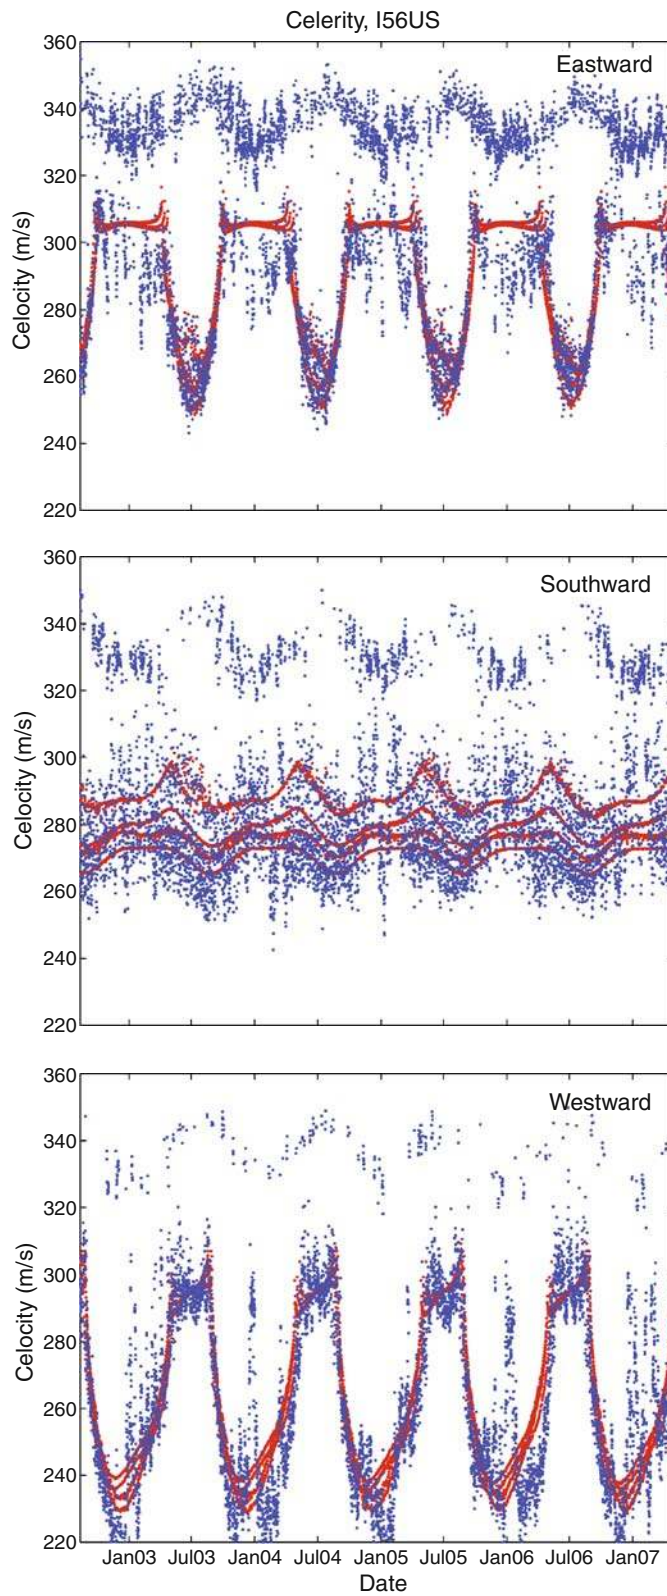 Celerity, I56US
Eastward
360
340
320
300
280
260
240
220
Celocity (m/s)
Southward
360
340
320
300
280
260
240
220
Celocity (m/s)
Westward
360
340
320
300
280
260
240
220
Celocity (m/s)
Jan03 Jul03 Jan04 Jul04 Jan05 Jul05 Jan06 Jul06 Jan07
Date